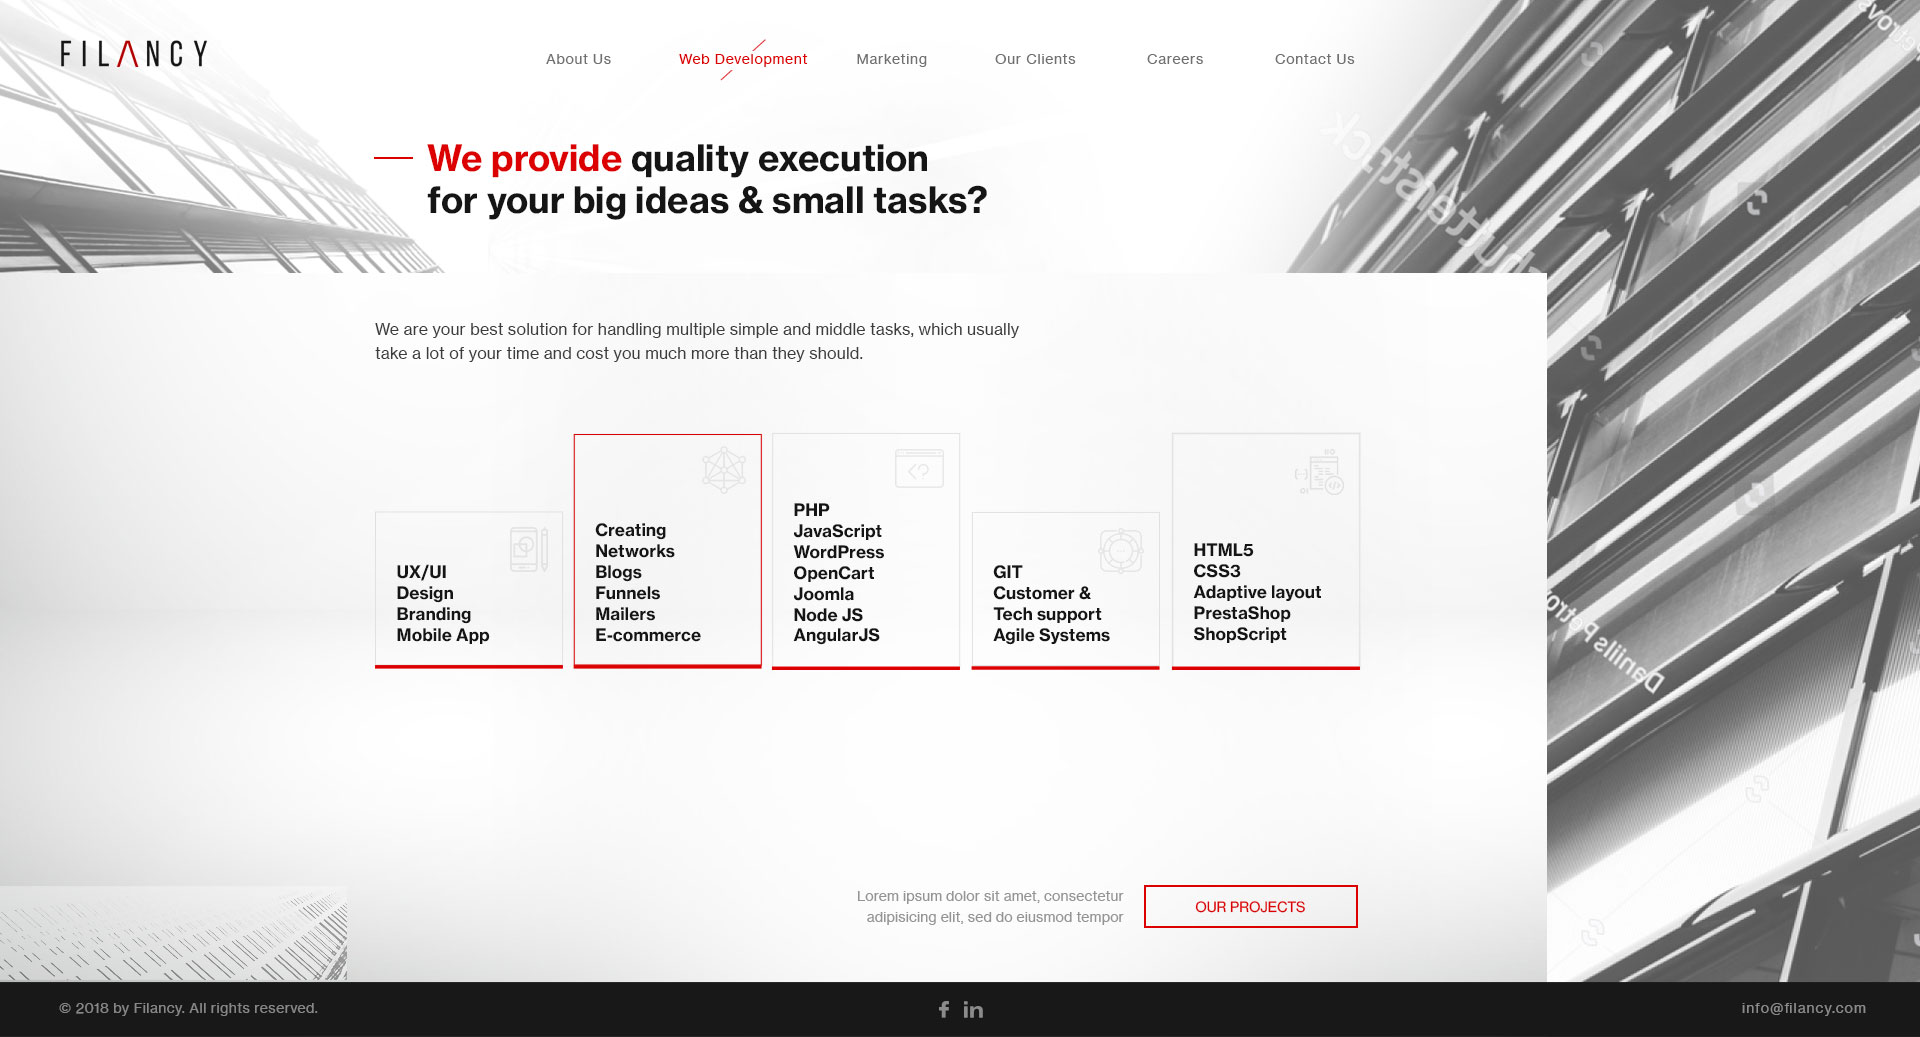 FILANCY
About Us
Web Development
Marketing
Our Clients
Careers
Contact Us
We provide quality execution
for your big ideas & small tasks?
We are your best solution for handling multiple simple and middle tasks, which usually
take a lot of your time and cost you much more than they should.
UX/UI
Design
Branding
Mobile App
Creating
Networks
Blogs
Funnels
Mailers
E-commerce
<?
PHP
JavaScript
WordPress
OpenCart
Joomla
Node JS
AngularJS
GIT
Customer &
Tech support
Agile Systems
</>
HTML5
CSS3
Adaptive layout
PrestaShop
ShopScript
shutterstock
Daniils Petrov
Lorem ipsum dolor sit amet, consectetur
adipisicing elit, sed do eiusmod tempor
OUR PROJECTS
© 2018 by Filancy. All rights reserved.
f in
info@filancy.com